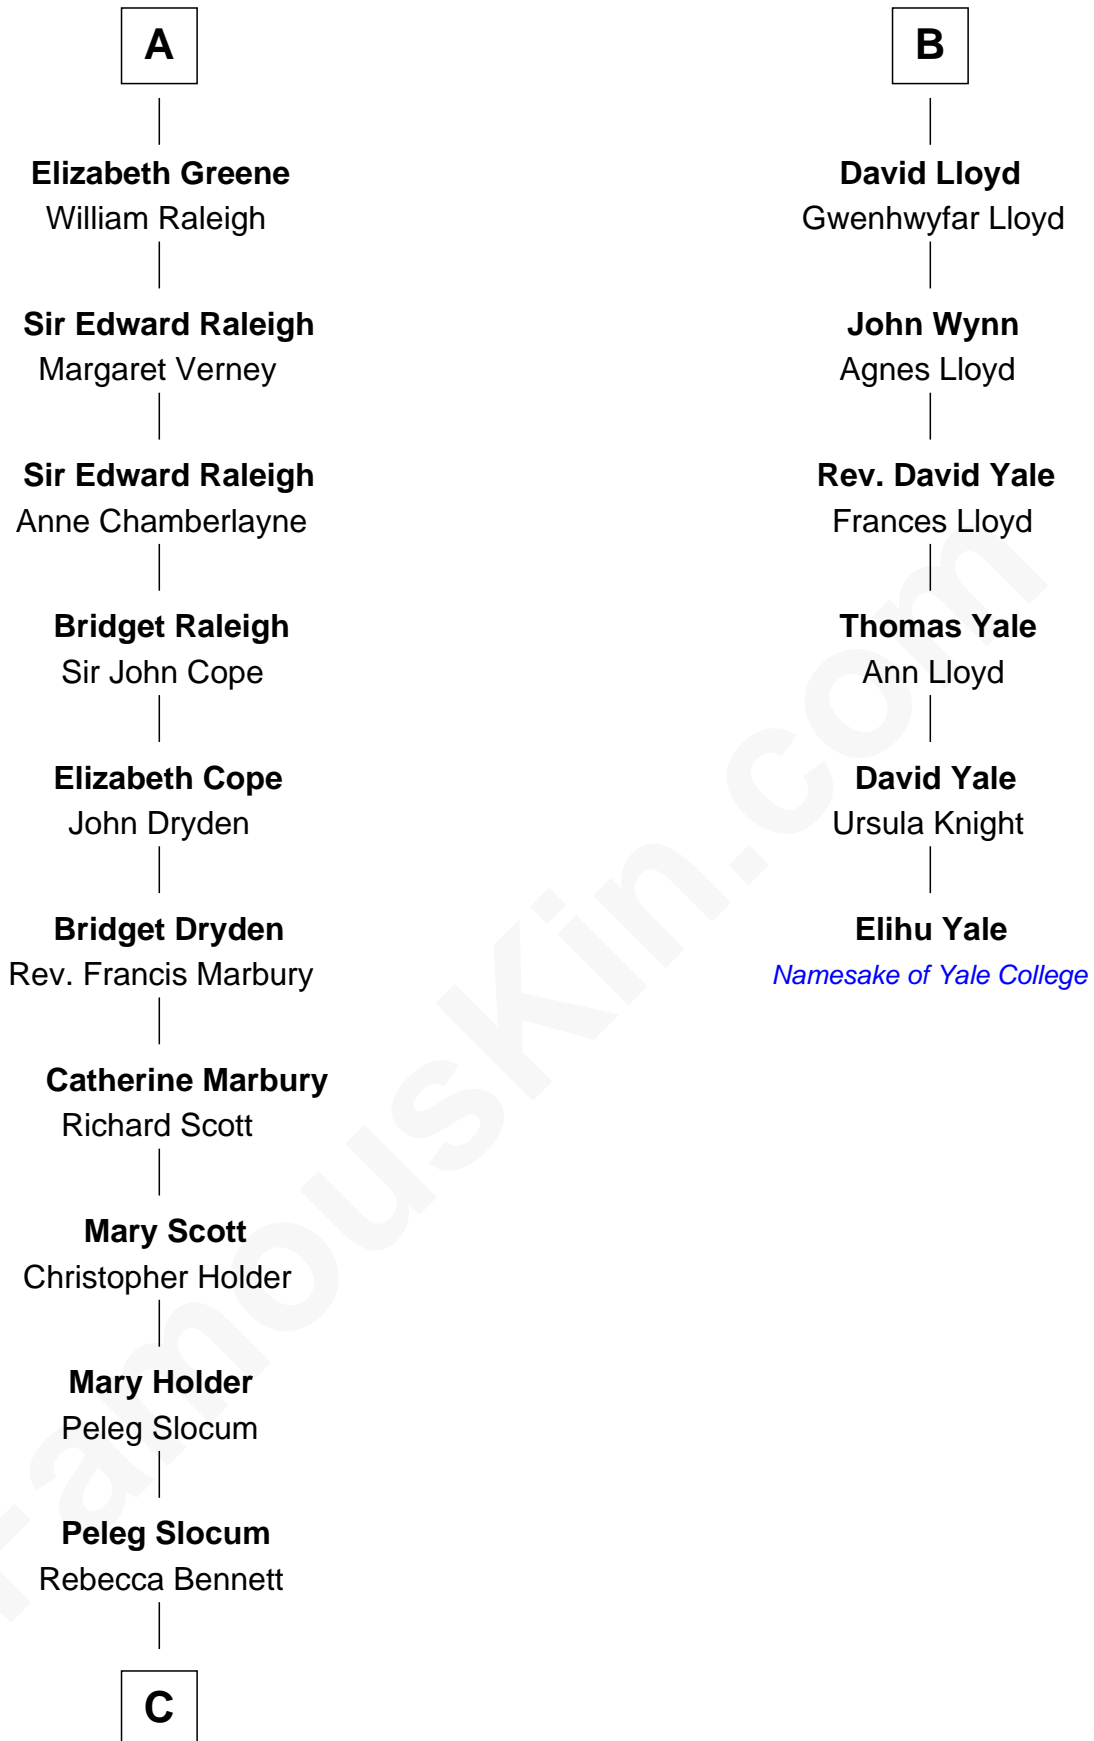 A
Elizabeth Greene
William Raleigh
Sir Edward Raleigh
Margaret Verney
Sir Edward Raleigh
Anne Chamberlayne
Bridget Raleigh
Sir John Cope
Elizabeth Cope
John Dryden
Bridget Dryden
Rev. Francis Marbury
Catherine Marbury
Richard Scott
Mary Scott
Christopher Holder
Mary Holder
Peleg Slocum
Peleg Slocum
Rebecca Bennett
C
B
David Lloyd
Gwenhwyfar Lloyd
John Wynn
Agnes Lloyd
Rev. David Yale
Frances Lloyd
Thomas Yale
Ann Lloyd
David Yale
Ursula Knight
Elihu Yale
Namesake of Yale College
FamousKin.com